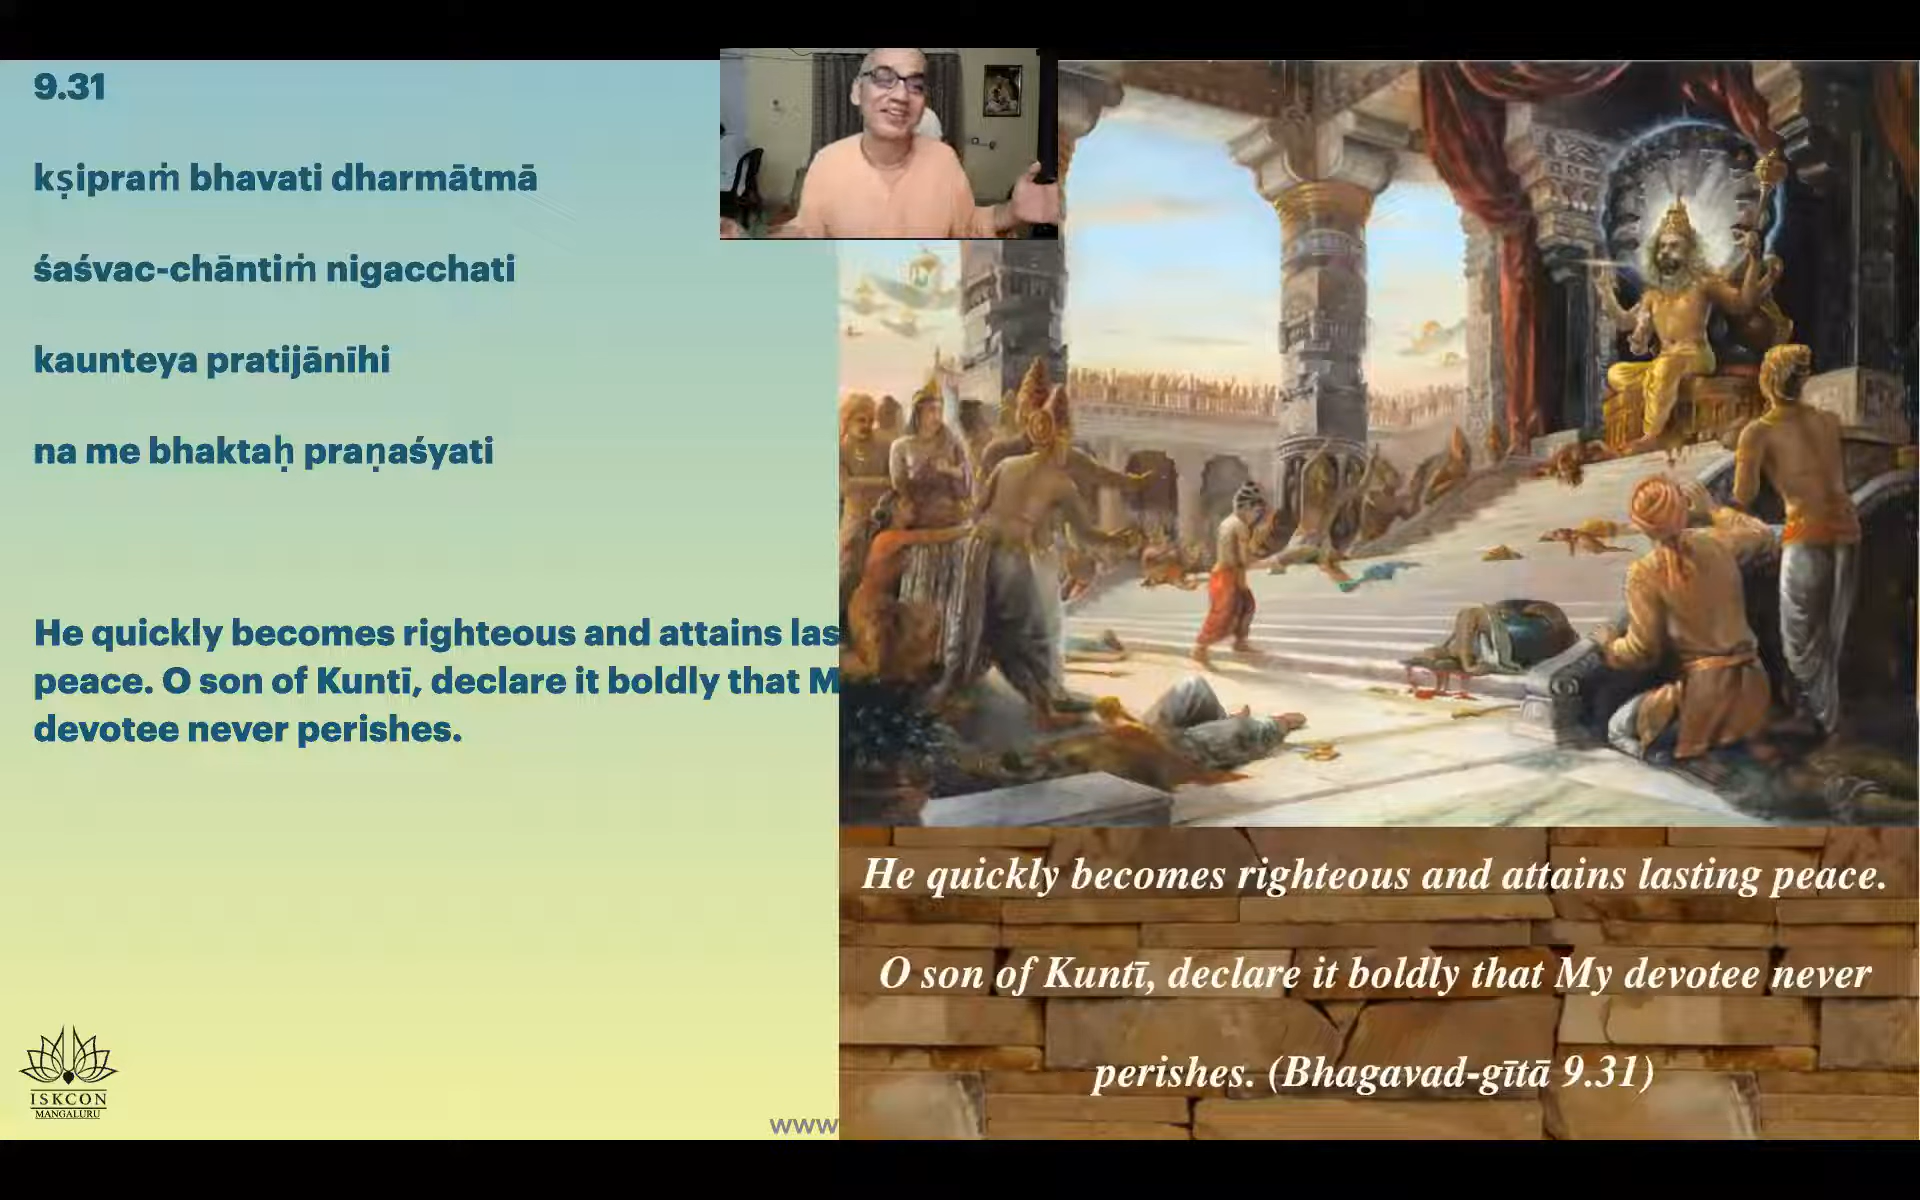 9.31
kṣipraṁ bhavati dharmātmā
śaśvac-chāntiṁ nigacchati
kaunteya pratijānīhi
na me bhaktaḥ praṇaśyati
He quickly becomes righteous and attains las
peace. O son of Kuntī, declare it boldly that M
devotee never perishes.
ISKCON
MANGALURU
www
He quickly becomes righteous and attains lasting peace.
O son of Kuntī, declare it boldly that My devotee never
perishes. (Bhagavad-gītā 9.31)